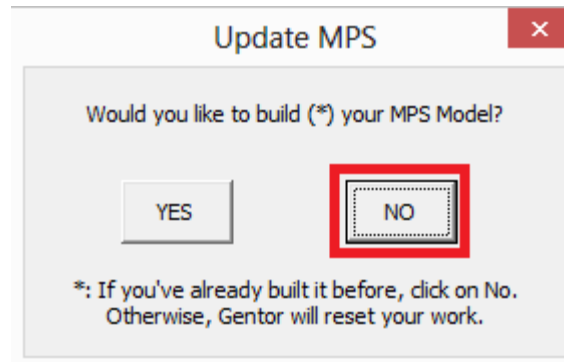 Update MPS
Would you like to build (*) your MPS Model?
YES
NO
*: If you've already built it before, click on No.
Otherwise, Gentor will reset your work.